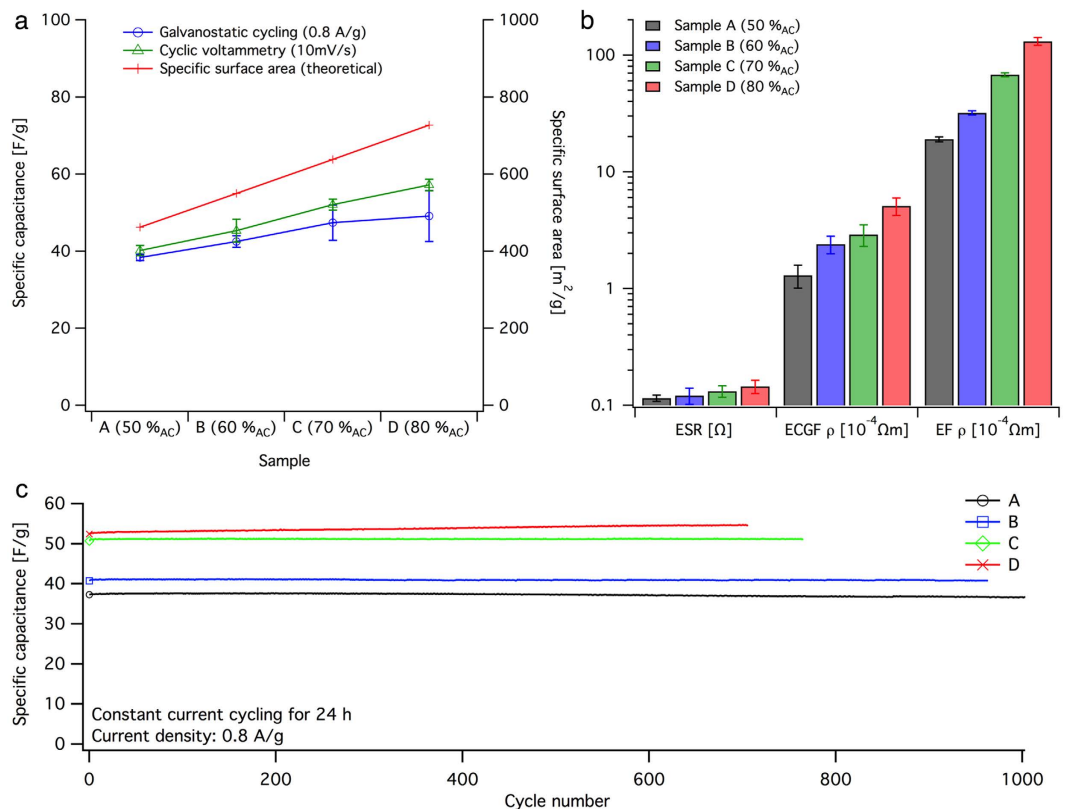 a
100
80
60
40
20
0
Specific capacitance [F/g]
Galvanostatic cycling (0.8 A/g)
Cyclic voltammetry (10mV/s)
Specific surface area (theoretical)
1000
800
600
400
200
0
Specific surface area [m²/g]
A (50 %AC) B (60 %AC) C (70 %AC) D (80 %AC)
Sample
b
Sample A (50 %AC)
Sample B (60 %AC)
Sample C (70 %AC)
Sample D (80 %AC)
100
10
1
0.1
ESR [Ω] ECGF ρ [10⁻⁴Ωm] EF ρ [10⁻⁴Ωm]
c
60
50
40
30
20
10
0
Specific capacitance [F/g]
A
B
C
D
Constant current cycling for 24 h
Current density: 0.8 A/g
0 200 400 600 800 1000
Cycle number